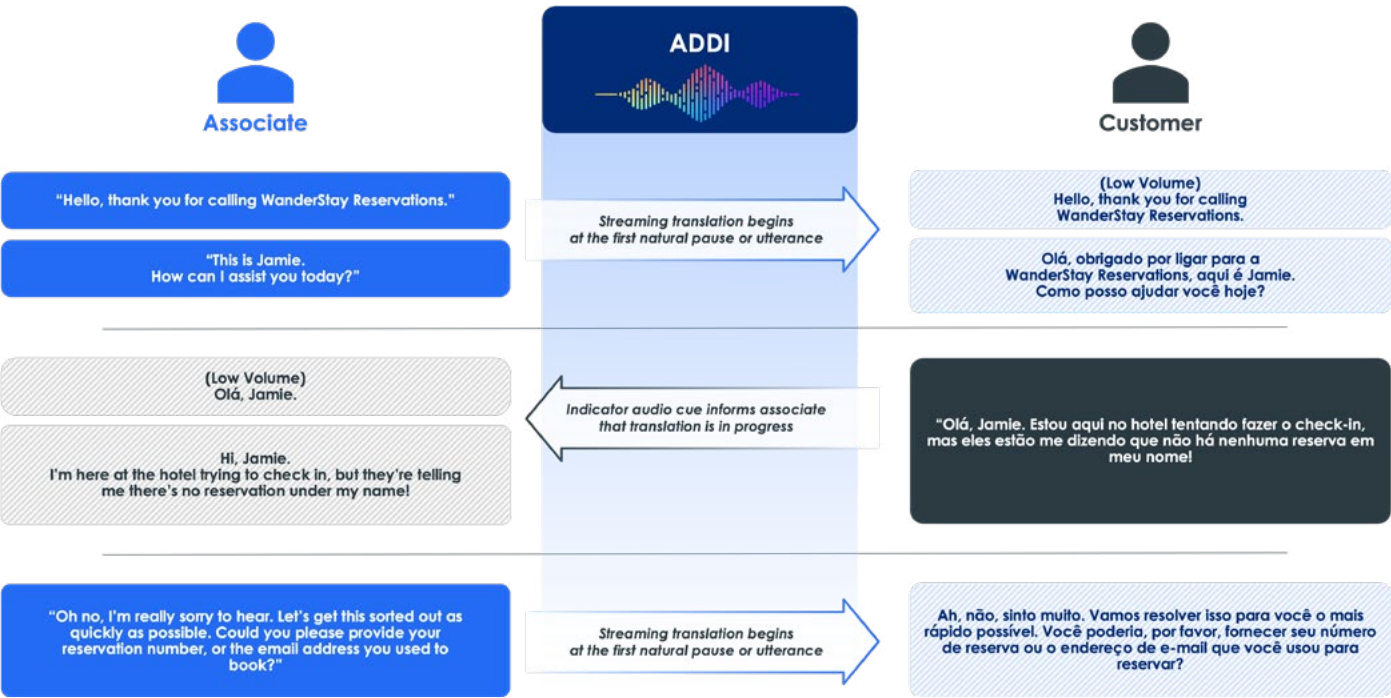 ADDI
Associate
Customer
“Hello, thank you for calling WanderStay Reservations.”
“This is Jamie.
How can I assist you today?”
Streaming translation begins
at the first natural pause or utterance
(Low Volume)
Hello, thank you for calling
WanderStay Reservations.
Olá, obrigado por ligar para a
WanderStay Reservations, aqui é Jamie.
Como posso ajudar você hoje?
(Low Volume)
Olá, Jamie.
Hi, Jamie.
I'm here at the hotel trying to check in, but they're telling
me there's no reservation under my name!
Indicator audio cue informs associate
that translation is in progress
“Olá, Jamie. Estou aqui no hotel tentando fazer o check-in,
mas eles estão me dizendo que não há nenhuma reserva em
meu nome!
“Oh no, I'm really sorry to hear. Let's get this sorted out as
quickly as possible. Could you please provide your
reservation number, or the email address you used to
book?”
Streaming translation begins
at the first natural pause or utterance
Ah, não, sinto muito. Vamos resolver isso para você o mais
rápido possível. Você poderia, por favor, fornecer seu número
de reserva ou o endereço de e-mail que você usou para
reservar?